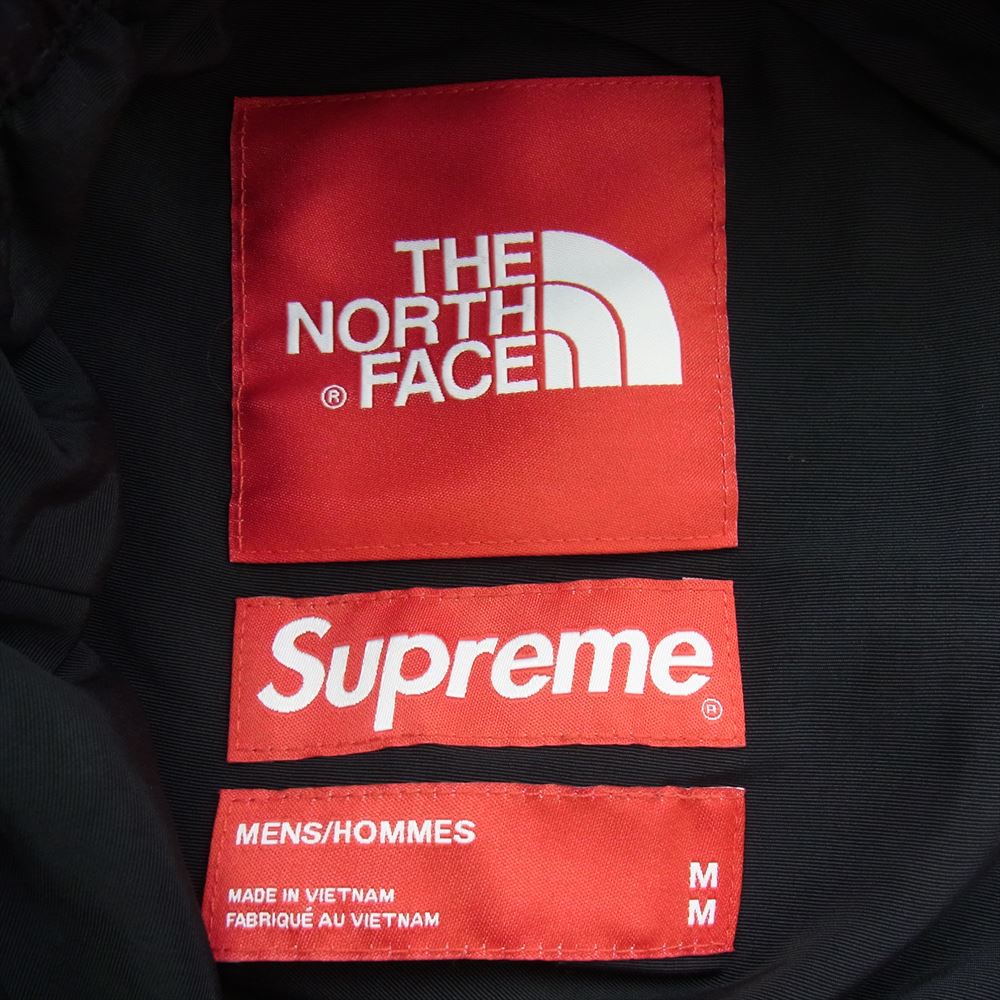 THE
NORTH
® FACE
Supreme®
MENS/HOMMES
M
MADE IN VIETNAM
M
FABRIQUÉ AU VIETNAM